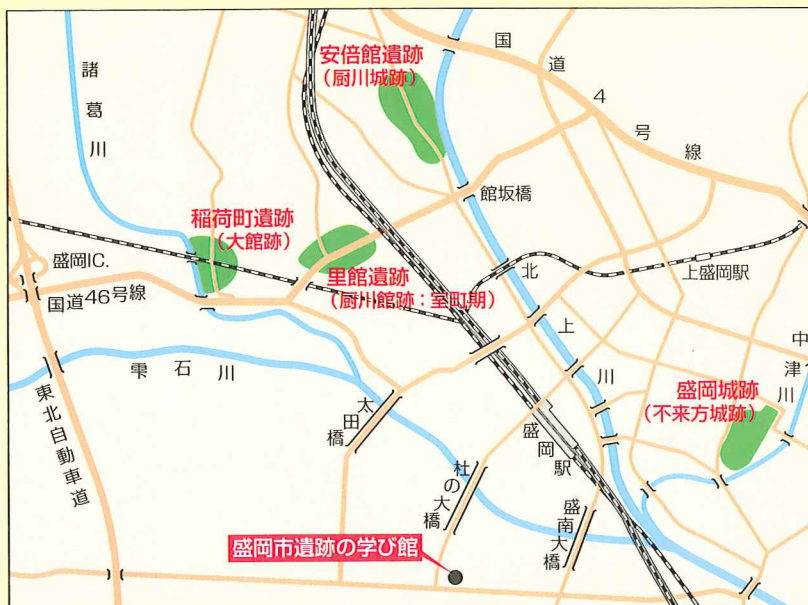 安倍館遺跡
(厨川城跡)
国道4号線
諸葛川
館坂橋
稲荷町遺跡
(大館跡)
里館遺跡
(厨川館跡:室町期)
盛岡IC.
国道46号線
北上川
上盛岡駅
中津川
雫石川
盛岡城跡
(不来方城跡)
東北自動車道
太田橋
盛岡駅
杜の大橋
盛南大橋
盛岡市遺跡の学び館